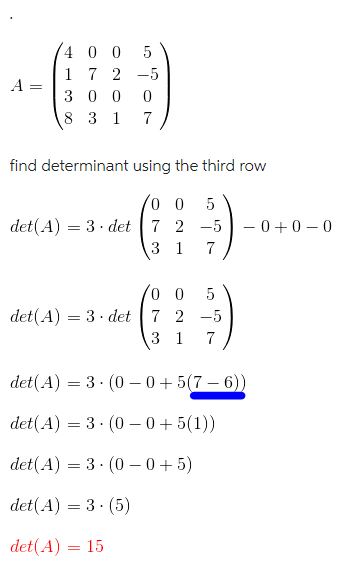 .
A = (4 0 0 5
1 7 2 −5
3 0 0 0
8 3 1 7)
find determinant using the third row
det(A) = 3 · det (0 0 5
7 2 −5
3 1 7) − 0 + 0 − 0
det(A) = 3 · det (0 0 5
7 2 −5
3 1 7)
det(A) = 3 · (0 − 0 + 5(7 − 6))
det(A) = 3 · (0 − 0 + 5(1))
det(A) = 3 · (0 − 0 + 5)
det(A) = 3 · (5)
det(A) = 15